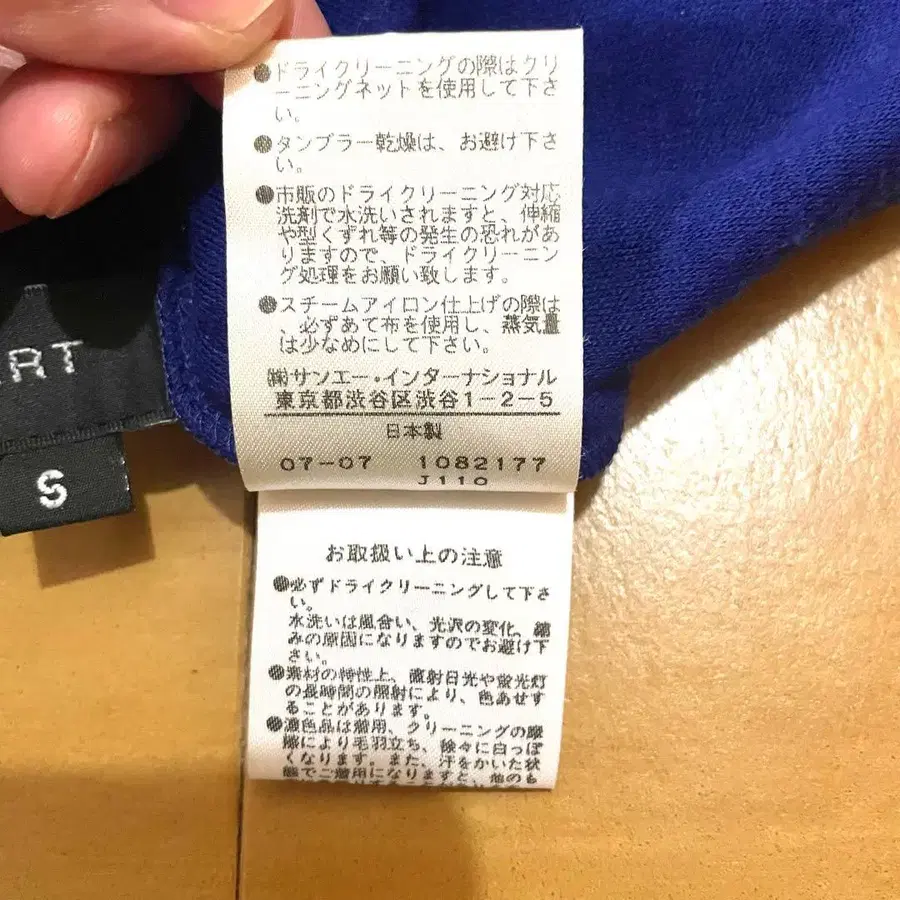 ●ドライクリーニングの際はクリ
ーニングネットを使用して下さ
い。
●タンブラー乾燥は、お避け下さ
い。
●市販のドライクリーニング対応
洗剤で水洗いされますと、伸縮
や型くずれ等の発生の恐れがあ
りますので、ドライクリーニン
グ処理をお願い致します。
●スチームアイロン仕上げの際は
、必ずあて布を使用し、蒸気量
は少なめにして下さい。
㈱サンエー・インターナショナル
東京都渋谷区渋谷1-2-5
日本製
07-07 1082177
J110
ERT
S
お取扱い上の注意
●必ずドライクリーニングして下さ
い。
水洗いは風合い、光沢の変化、縮
みの原因になりますのでお避け下
さい。
●素材の特性上、直射日光や蛍光灯
の長時間の照射により、色あせす
ることがあります。
●濃色品は着用、クリーニングの摩
擦により毛羽立ち、徐々に白っぽ
くなります。また、汗をかいた状
態でご着用になりますと、他のも